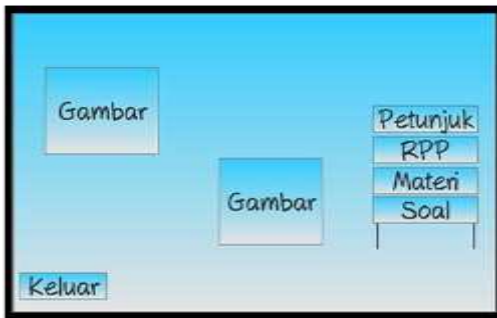 Gambar
Petunjuk
RPP
Materi
Gambar
Soal
Keluar